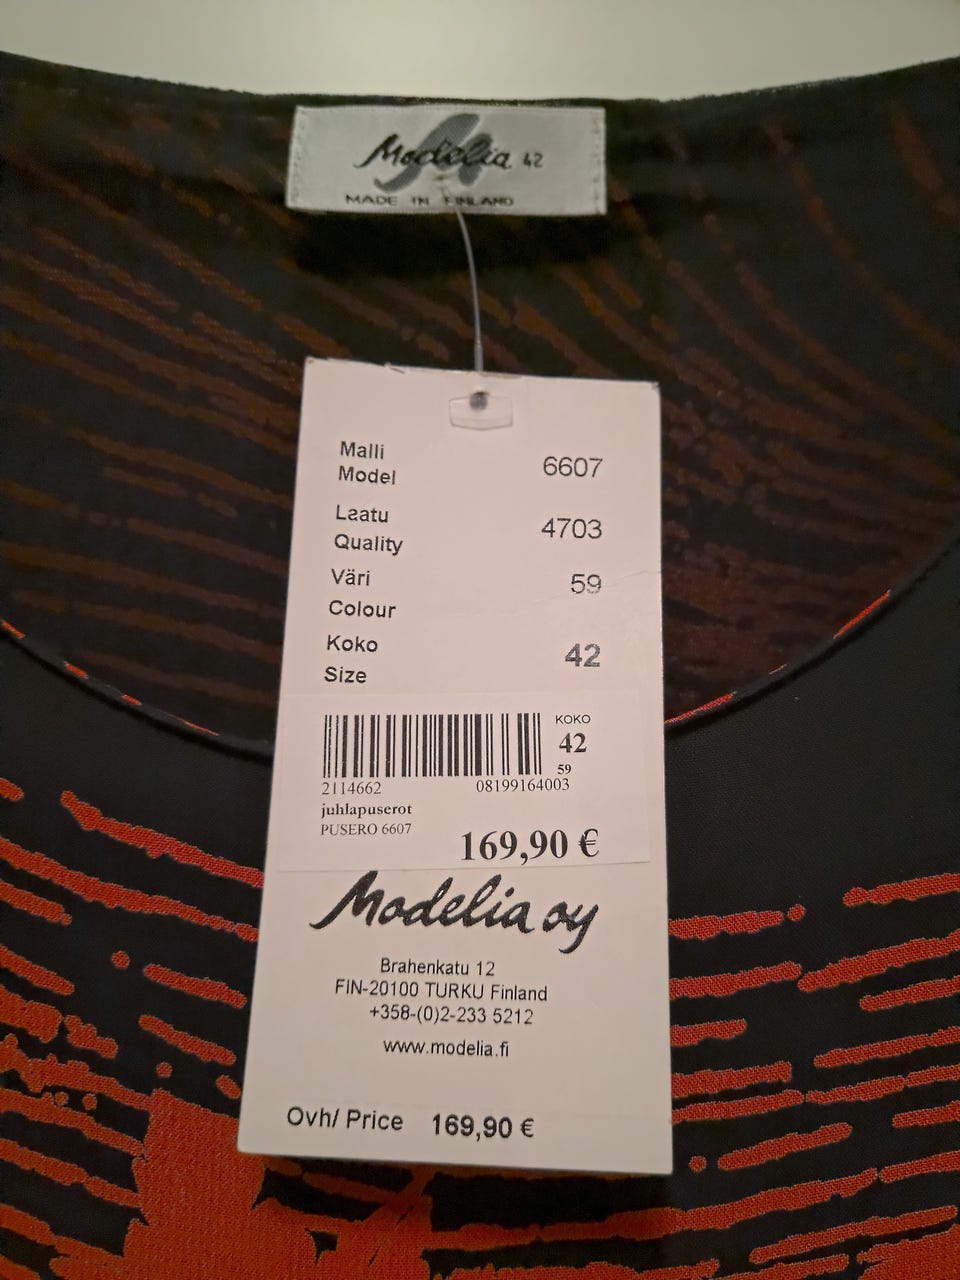 Modelia 42
MADE IN FINLAND
Malli
Model 6607
Laatu
Quality 4703
Väri
Colour 59
Koko
Size 42
KOKO
42
59
2114662 08199164003
juhlapuserot
PUSERO 6607
169,90 €
Modelia oy
Brahenkatu 12
FIN-20100 TURKU Finland
+358-(0)2-233 5212
www.modelia.fi
Ovh/ Price 169,90 €